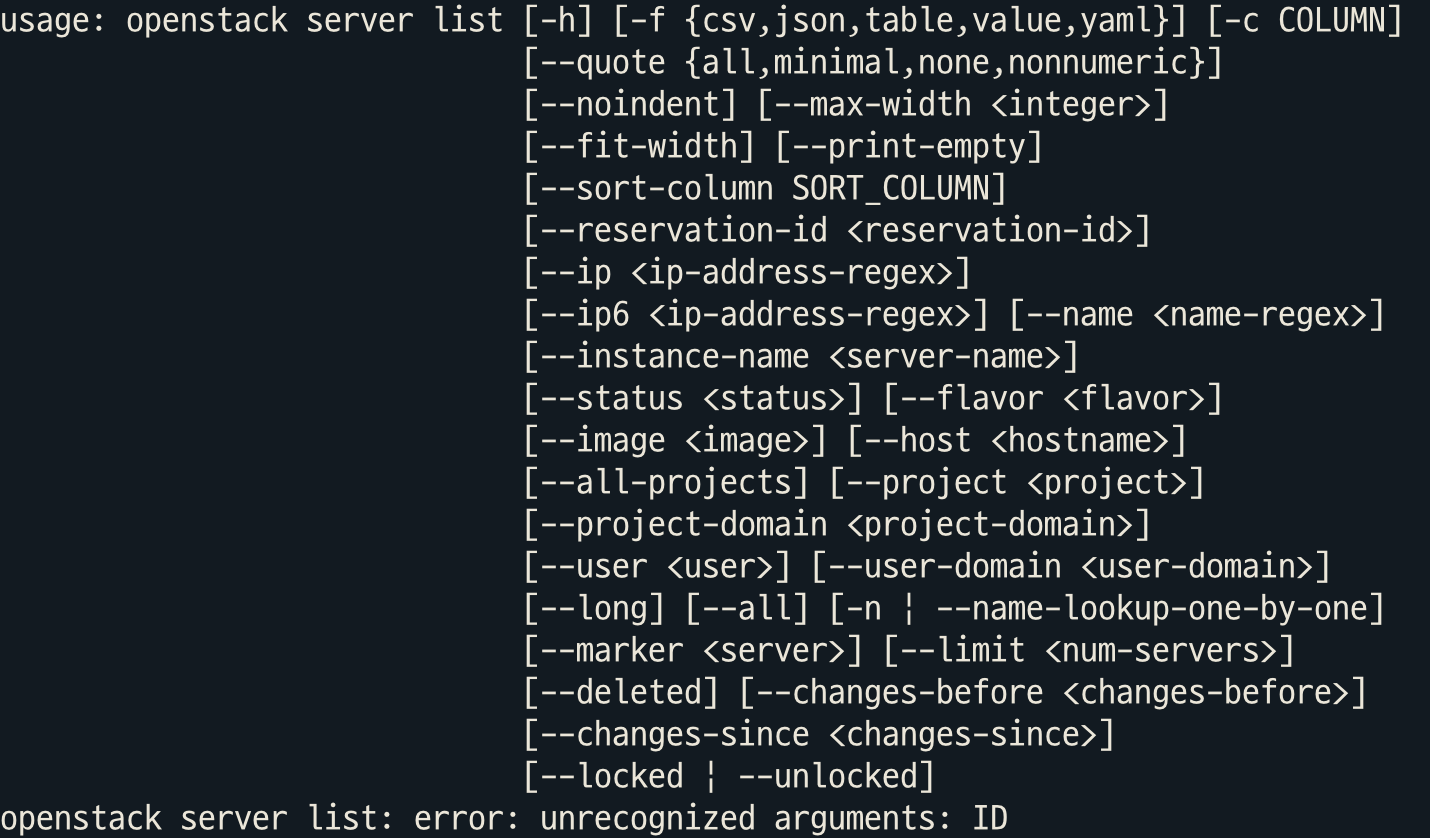 usage: openstack server list [-h] [-f {csv,json,table,value,yaml}] [-c COLUMN]
[--quote {all,minimal,none,nonnumeric}]
[--noindent] [--max-width <integer>]
[--fit-width] [--print-empty]
[--sort-column SORT_COLUMN]
[--reservation-id <reservation-id>]
[--ip <ip-address-regex>]
[--ip6 <ip-address-regex>] [--name <name-regex>]
[--instance-name <server-name>]
[--status <status>] [--flavor <flavor>]
[--image <image>] [--host <hostname>]
[--all-projects] [--project <project>]
[--project-domain <project-domain>]
[--user <user>] [--user-domain <user-domain>]
[--long] [--all] [-n ¦ --name-lookup-one-by-one]
[--marker <server>] [--limit <num-servers>]
[--deleted] [--changes-before <changes-before>]
[--changes-since <changes-since>]
[--locked ¦ --unlocked]
openstack server list: error: unrecognized arguments: ID